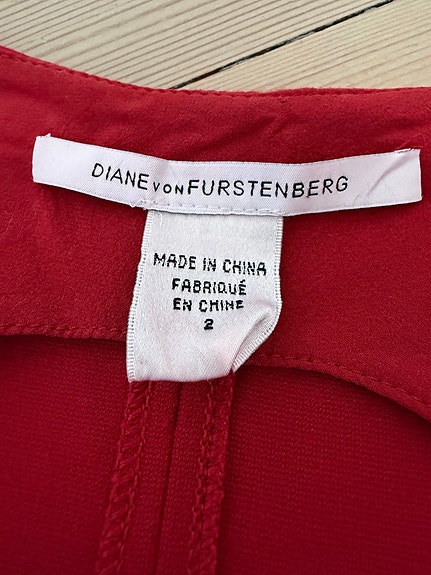 DIANE VON FURSTENBERG
MADE IN CHINA
FABRIQUÉ
EN CHINE
2